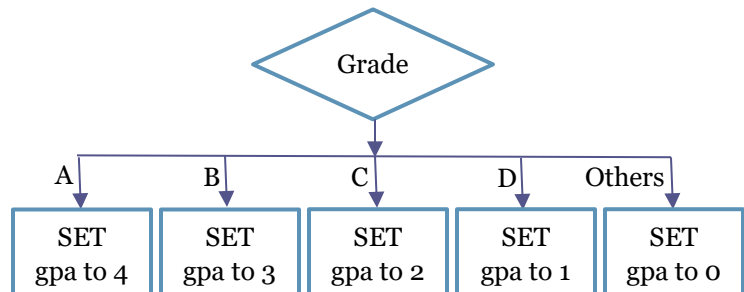 Grade
A
B
C
D
Others
SET
gpa to 4
SET
gpa to 3
SET
gpa to 2
SET
gpa to 1
SET
gpa to 0